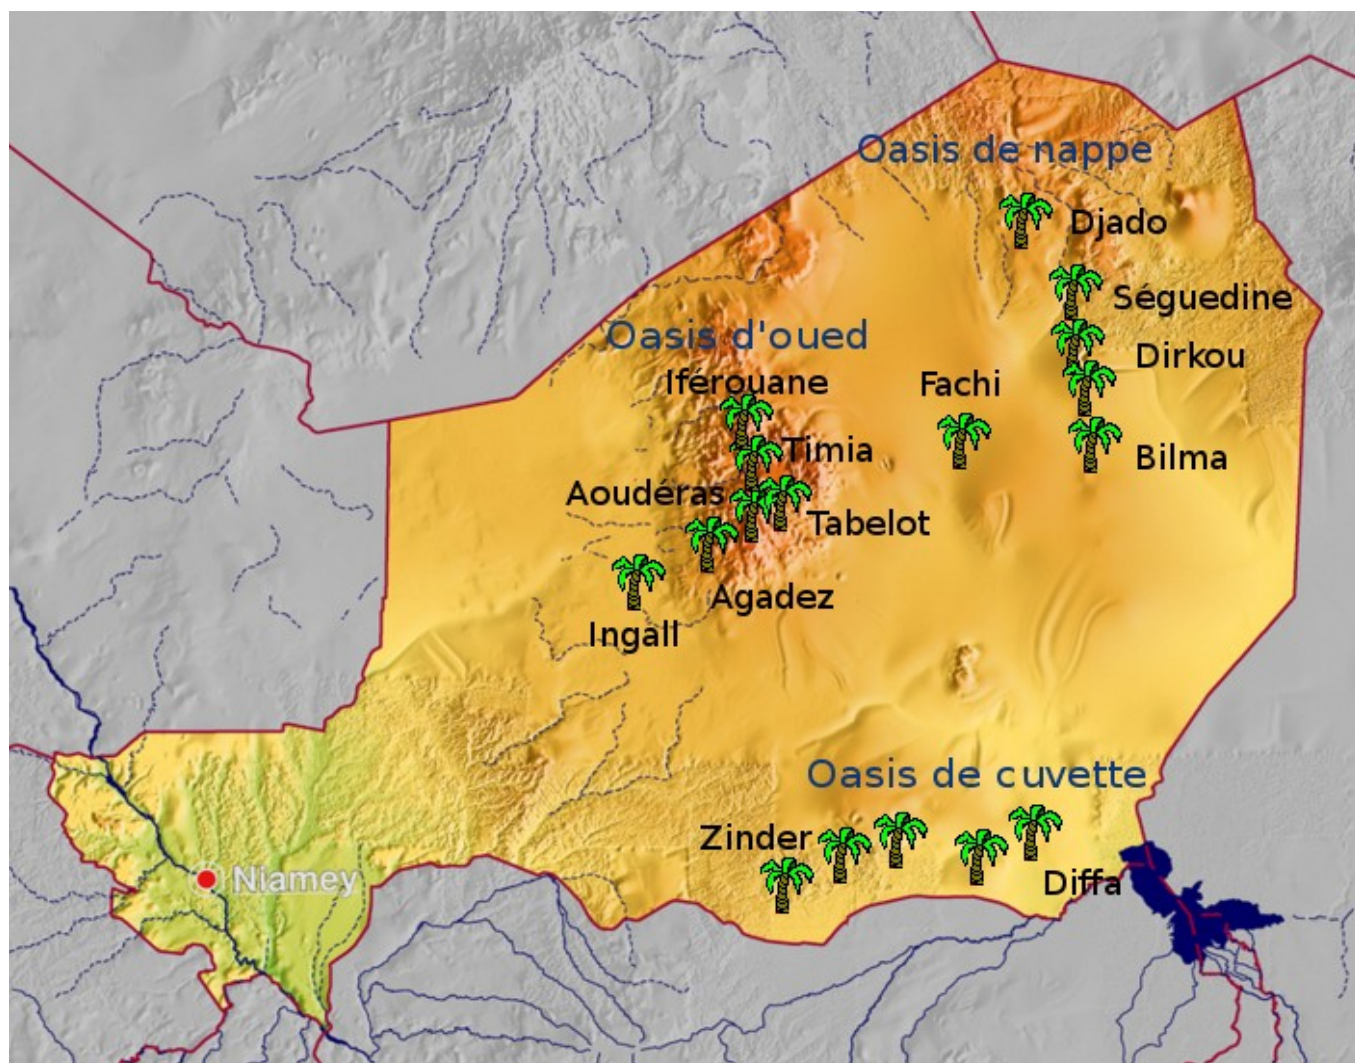 Oasis de nappe
Djado
Séguedine
Oasis d'oued
Dirkou
Iférouane
Fachi
Timia
Bilma
Aoudéras
Tabelot
Agadez
Ingall
Oasis de cuvette
Zinder
Niamey
Diffa